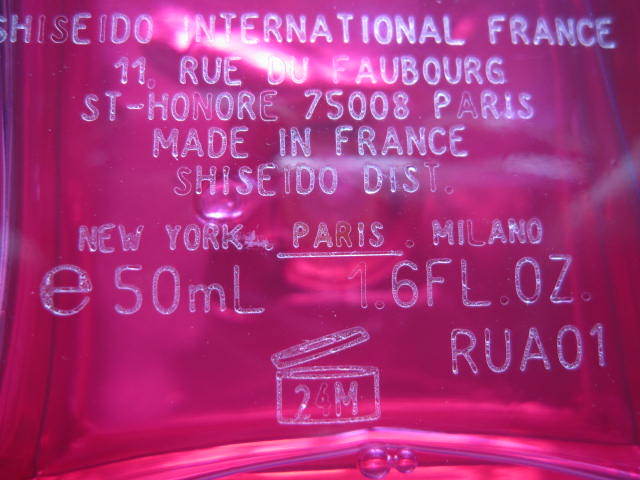 SHISEIDO INTERNATIONAL FRANCE
11, RUE DU FAUBOURG
ST-HONORE 75008 PARIS
MADE IN FRANCE
SHISEIDO DIST.
NEW YORK. PARIS. MILANO
℮ 50mL 1.6FL.OZ.
RUA01
24M